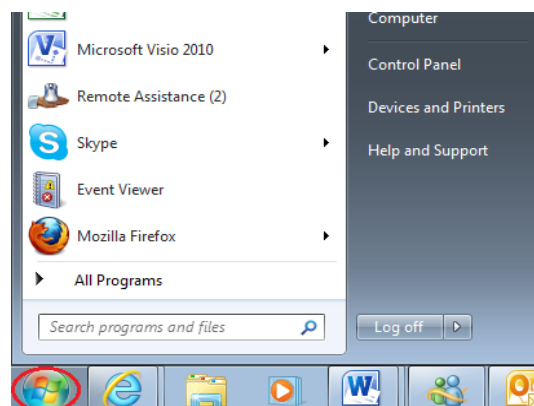 Microsoft Visio 2010
Remote Assistance (2)
Skype
Event Viewer
Mozilla Firefox
All Programs
Search programs and files
Computer
Control Panel
Devices and Printers
Help and Support
Log off